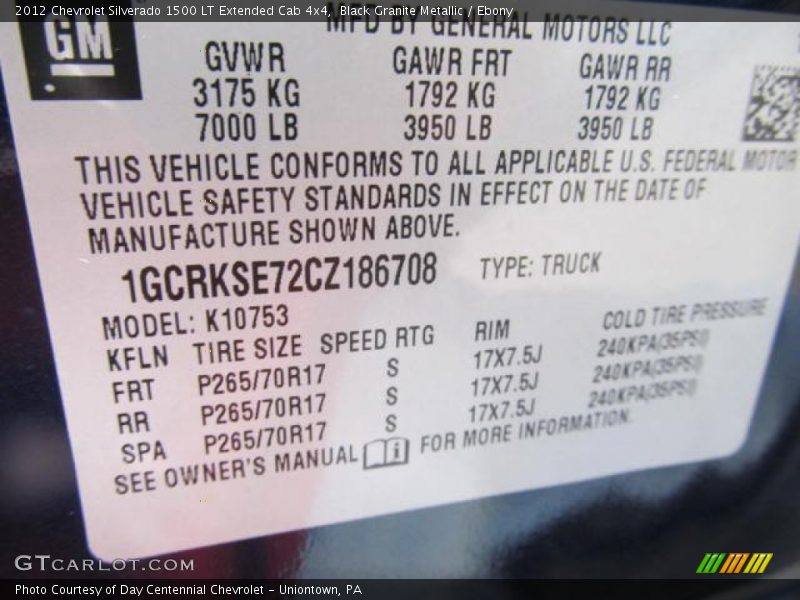 2012 Chevrolet Silverado 1500 LT Extended Cab 4x4, Black Granite Metallic / Ebony
MFD BY GENERAL MOTORS LLC
GM
GVWR GAWR FRT GAWR RR
3175 KG 1792 KG 1792 KG
7000 LB 3950 LB 3950 LB
THIS VEHICLE CONFORMS TO ALL APPLICABLE U.S. FEDERAL MOTOR
VEHICLE SAFETY STANDARDS IN EFFECT ON THE DATE OF
MANUFACTURE SHOWN ABOVE.
1GCRKSE72CZ186708 TYPE: TRUCK
MODEL: K10753
KFLN TIRE SIZE SPEED RTG RIM COLD TIRE PRESSURE
FRT P265/70R17 S 17X7.5J 240KPA(35PSI)
RR P265/70R17 S 17X7.5J 240KPA(35PSI)
SPA P265/70R17 S 17X7.5J 240KPA(35PSI)
SEE OWNER'S MANUAL i FOR MORE INFORMATION.
GTCARLOT.COM
Photo Courtesy of Day Centennial Chevrolet - Uniontown, PA